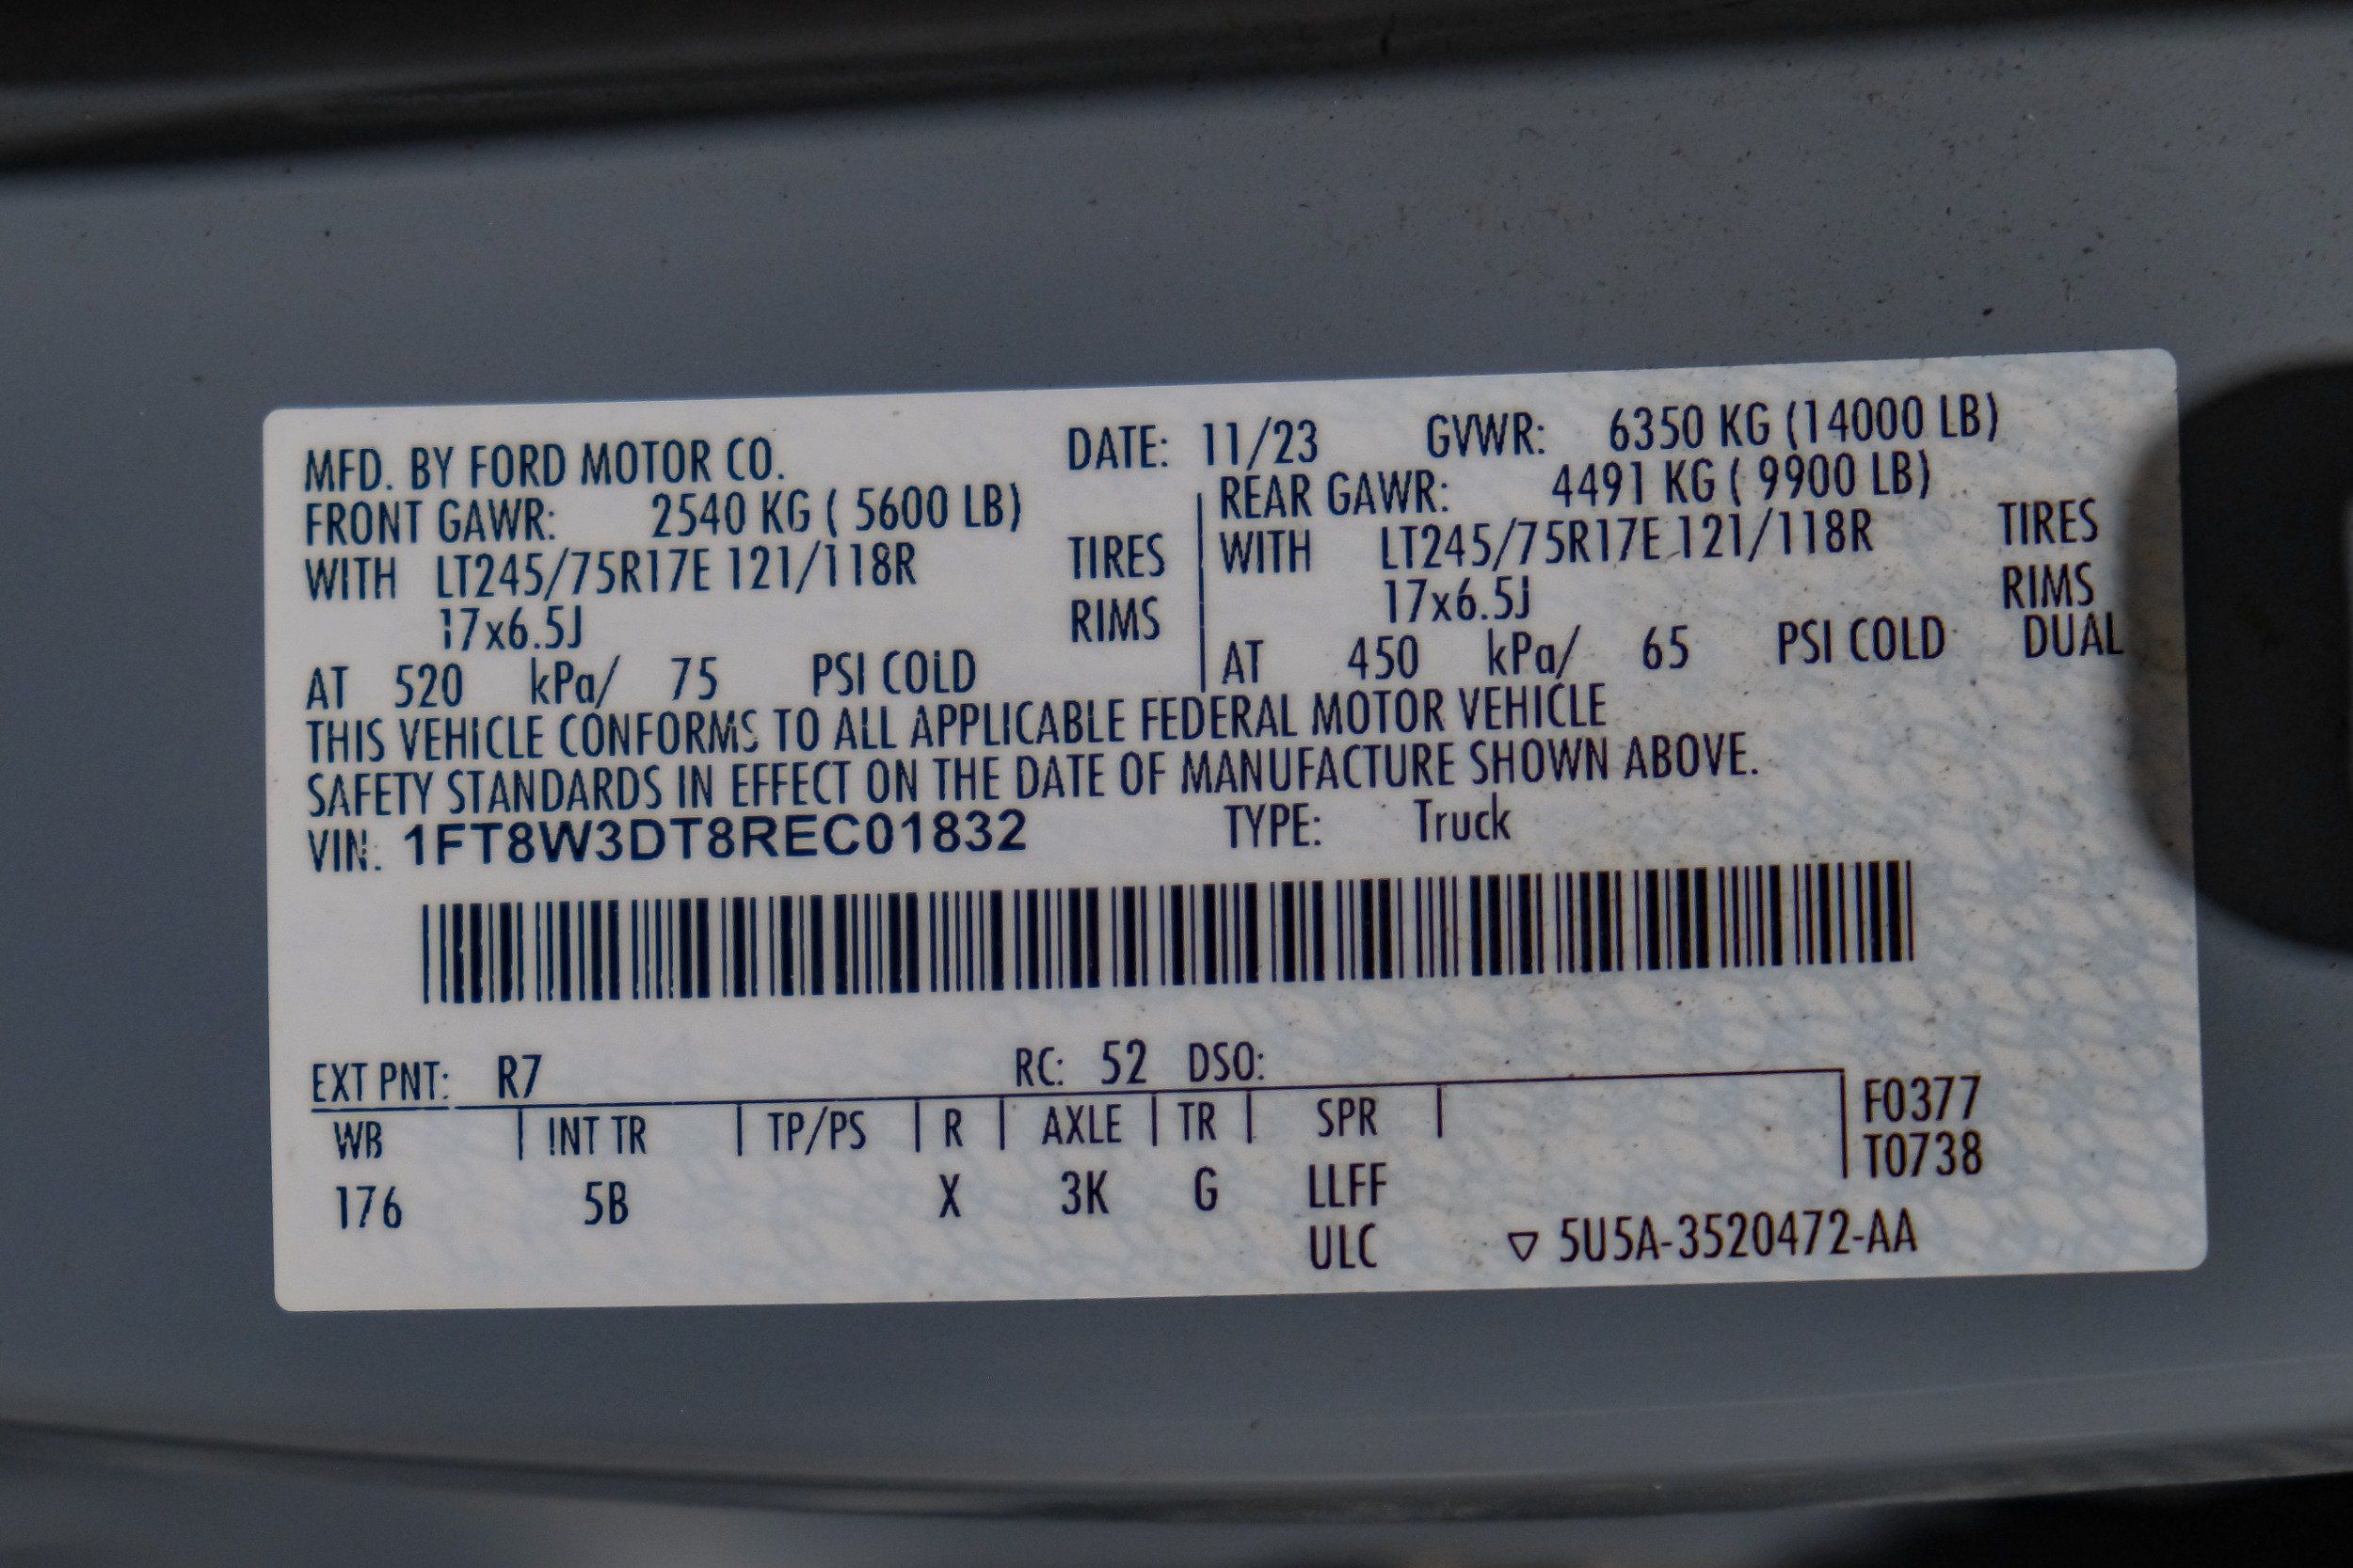 MFD. BY FORD MOTOR CO. DATE: 11/23 GVWR: 6350 KG (14000 LB)
FRONT GAWR: 2540 KG ( 5600 LB) REAR GAWR: 4491 KG ( 9900 LB)
WITH LT245/75R17E 121/118R TIRES WITH LT245/75R17E 121/118R TIRES
17x6.5J RIMS 17x6.5J RIMS
AT 520 kPa/ 75 PSI COLD AT 450 kPa/ 65 PSI COLD DUAL
THIS VEHICLE CONFORMS TO ALL APPLICABLE FEDERAL MOTOR VEHICLE
SAFETY STANDARDS IN EFFECT ON THE DATE OF MANUFACTURE SHOWN ABOVE.
VIN: 1FT8W3DT8REC01832 TYPE: Truck
EXT PNT: R7 RC: 52 DSO:
WB INT TR TP/PS R AXLE TR SPR F0377
T0738
176 5B X 3K G LLFF
ULC ▽ 5U5A-3520472-AA